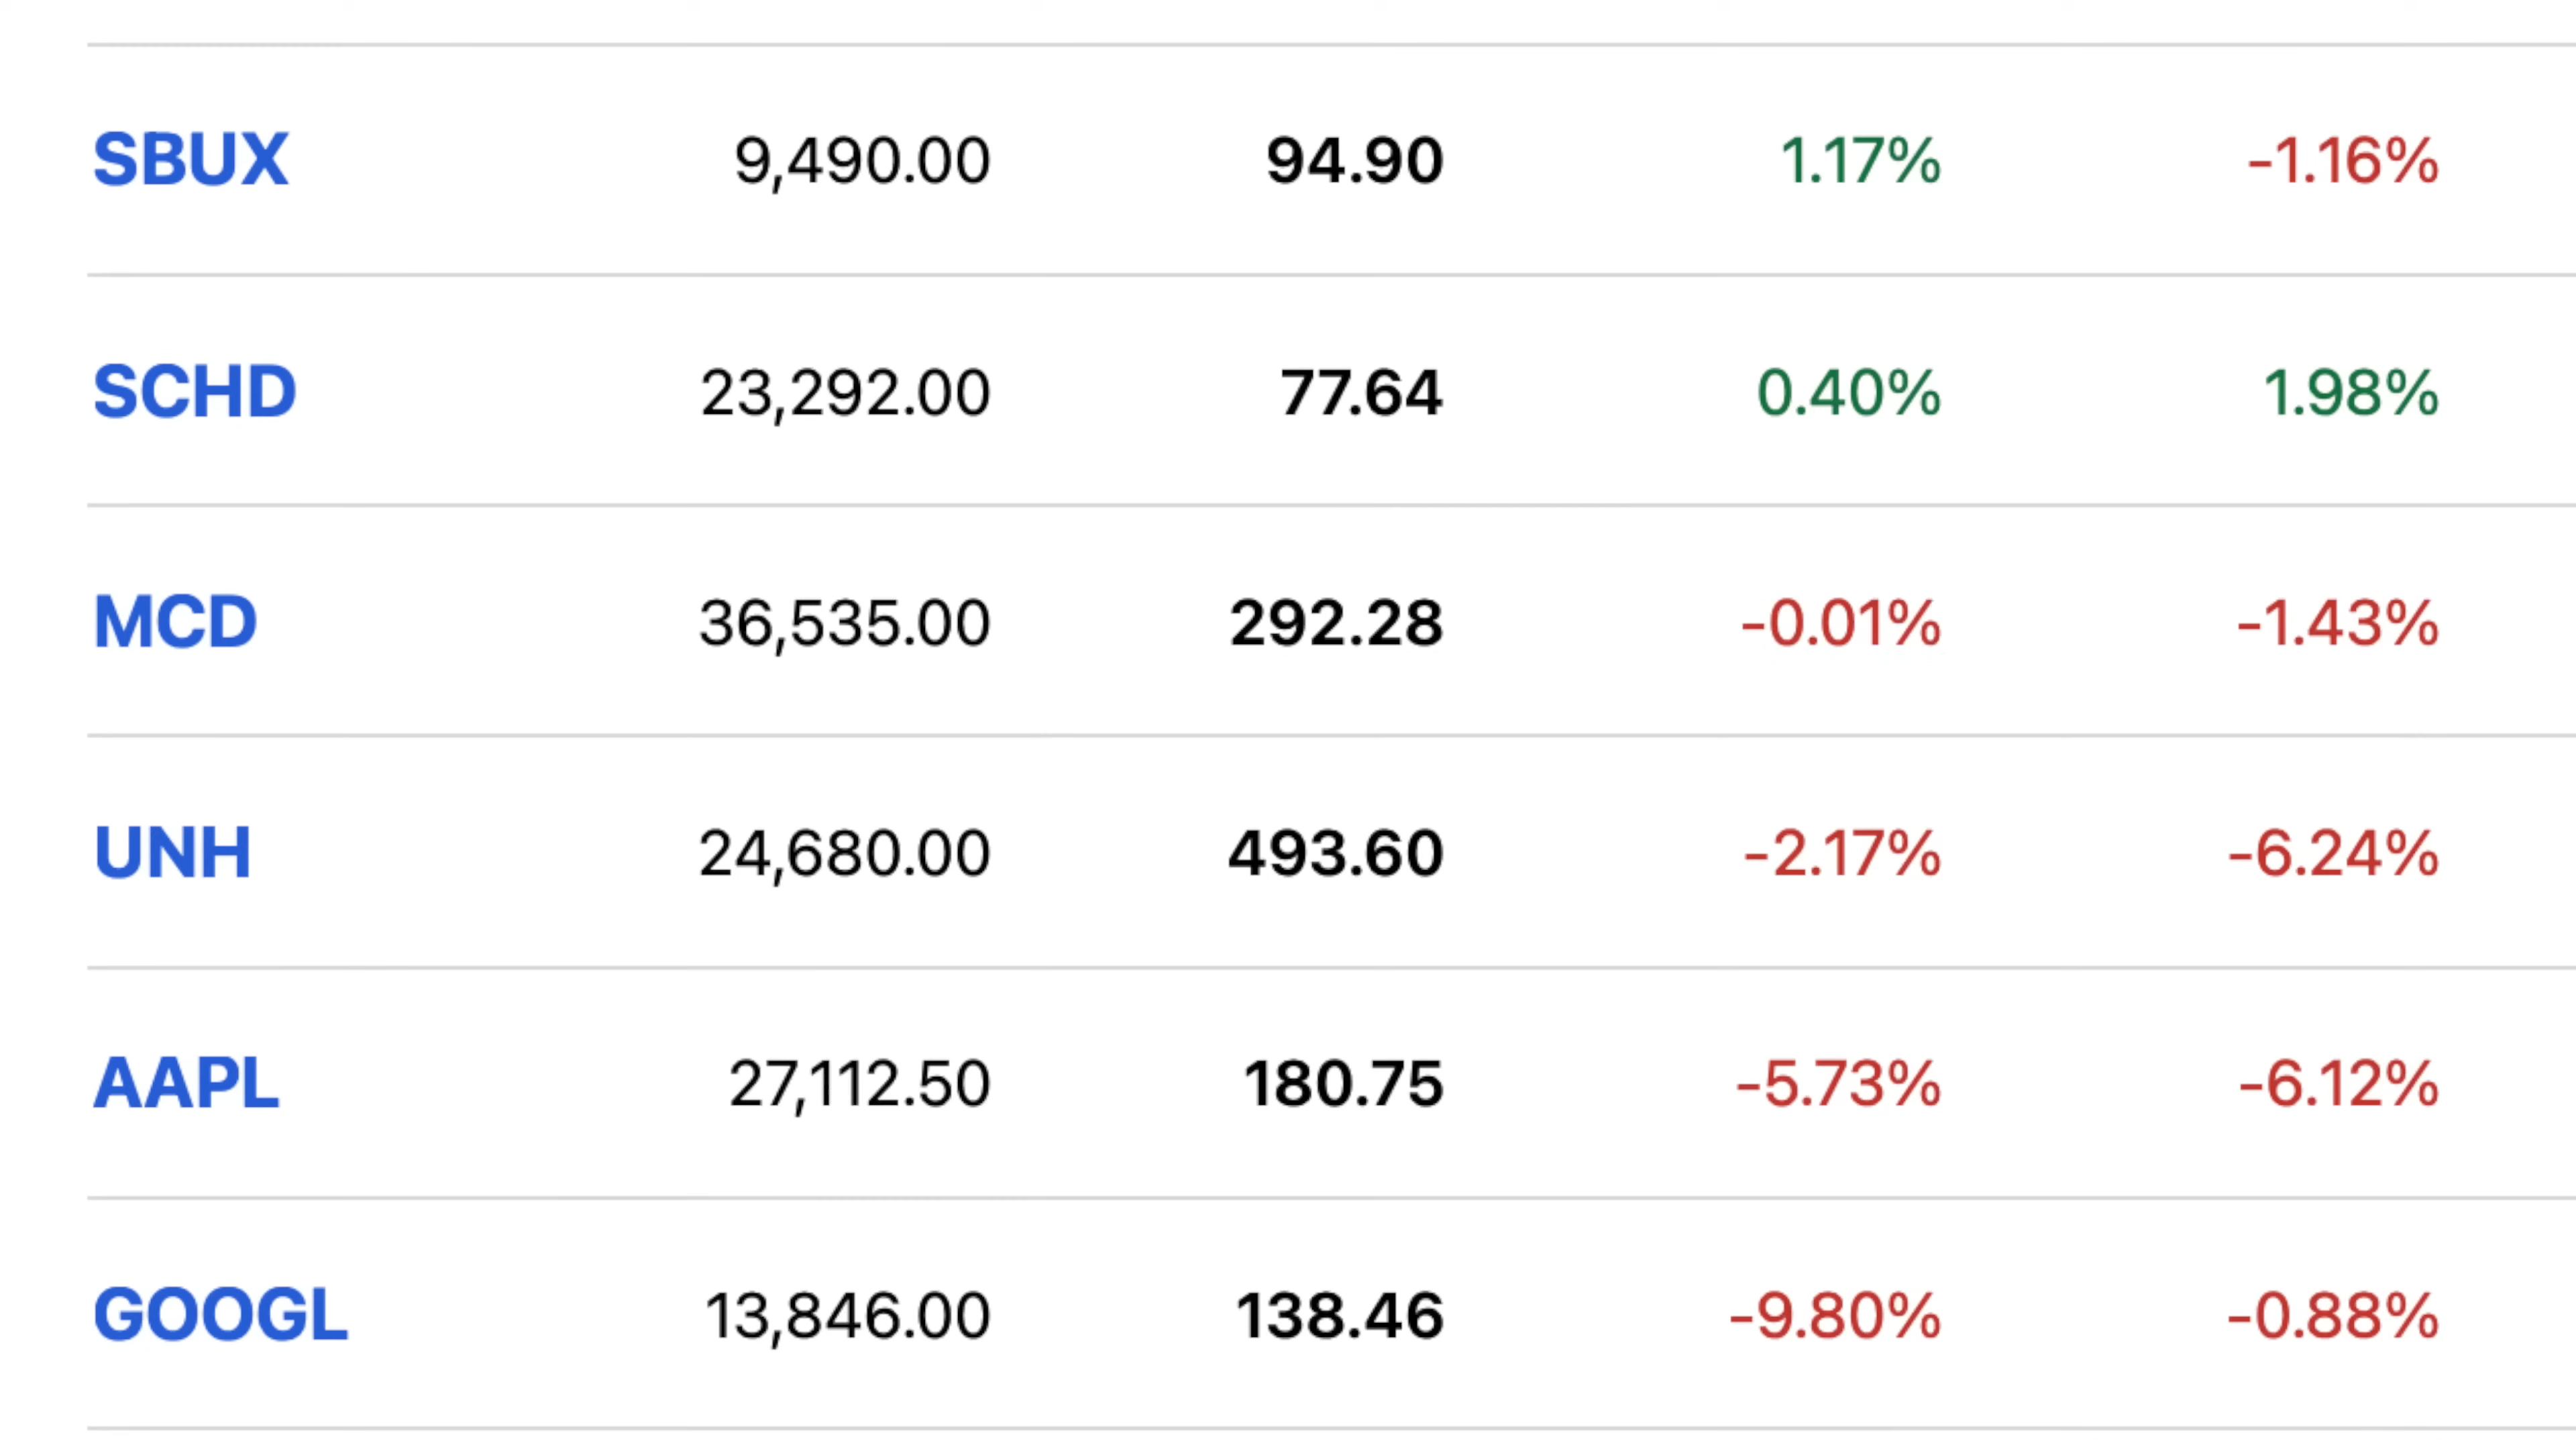 SBUX 9,490.00 94.90 1.17% -1.16%
SCHD 23,292.00 77.64 0.40% 1.98%
MCD 36,535.00 292.28 -0.01% -1.43%
UNH 24,680.00 493.60 -2.17% -6.24%
AAPL 27,112.50 180.75 -5.73% -6.12%
GOOGL 13,846.00 138.46 -9.80% -0.88%